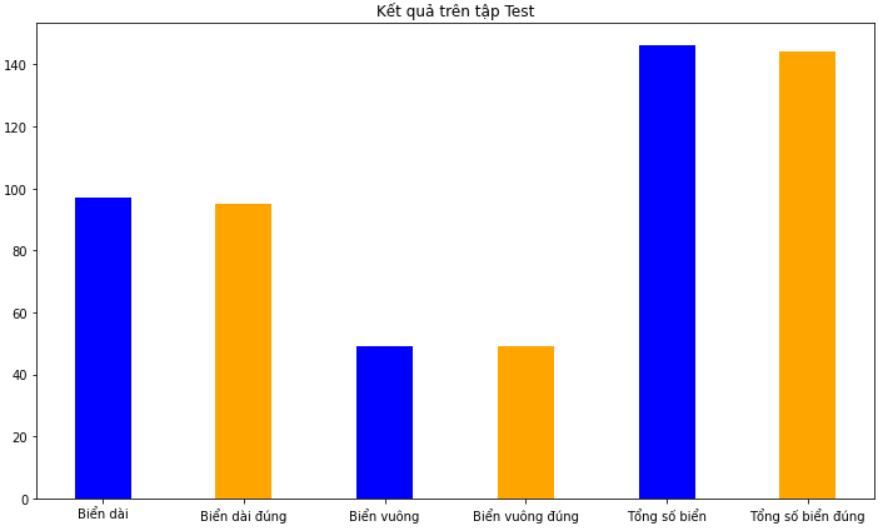 Kết quả trên tập Test
140
120
100
80
60
40
20
0
Biển dài
Biển dài đúng
Biển vuông
Biển vuông đúng
Tổng số biển
Tổng số biển đúng